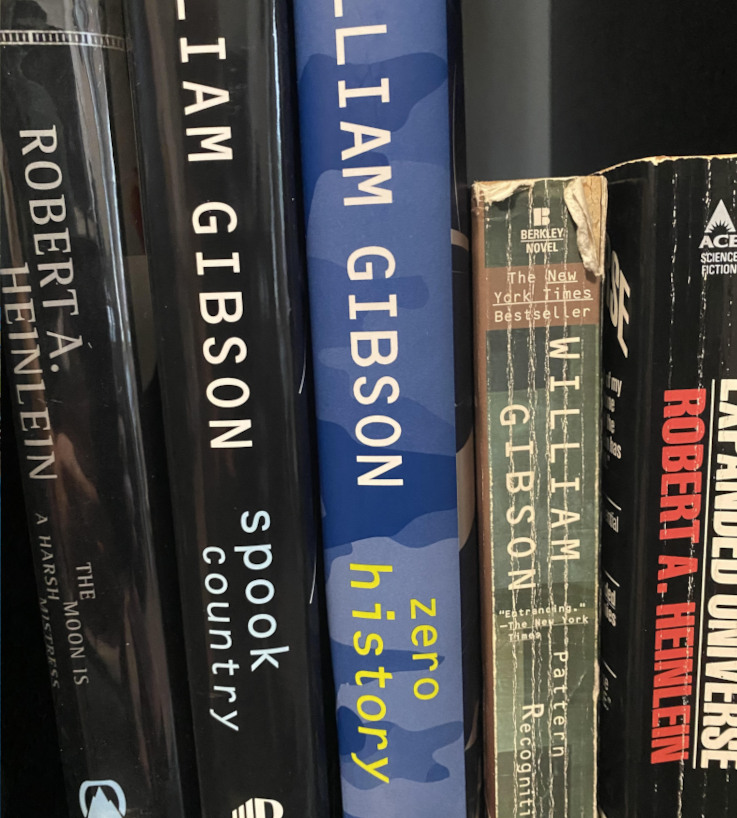 ROBERT A.
HEINLEIN
THE
MOON IS
A HARSH
MISTRESS
LIAM GIBSON
spook
country
LLIAM GIBSON
zero
history
B
BERKLEY
NOVEL
The New
York Times
Bestseller
WILLIAM
GIBSON
"Entrancing."
—The New York
Times
Pattern
Recogniti
ACE
SCIENCE
FICTION
EXPANDED UNIVERSE
ROBERT A. HEINLEIN